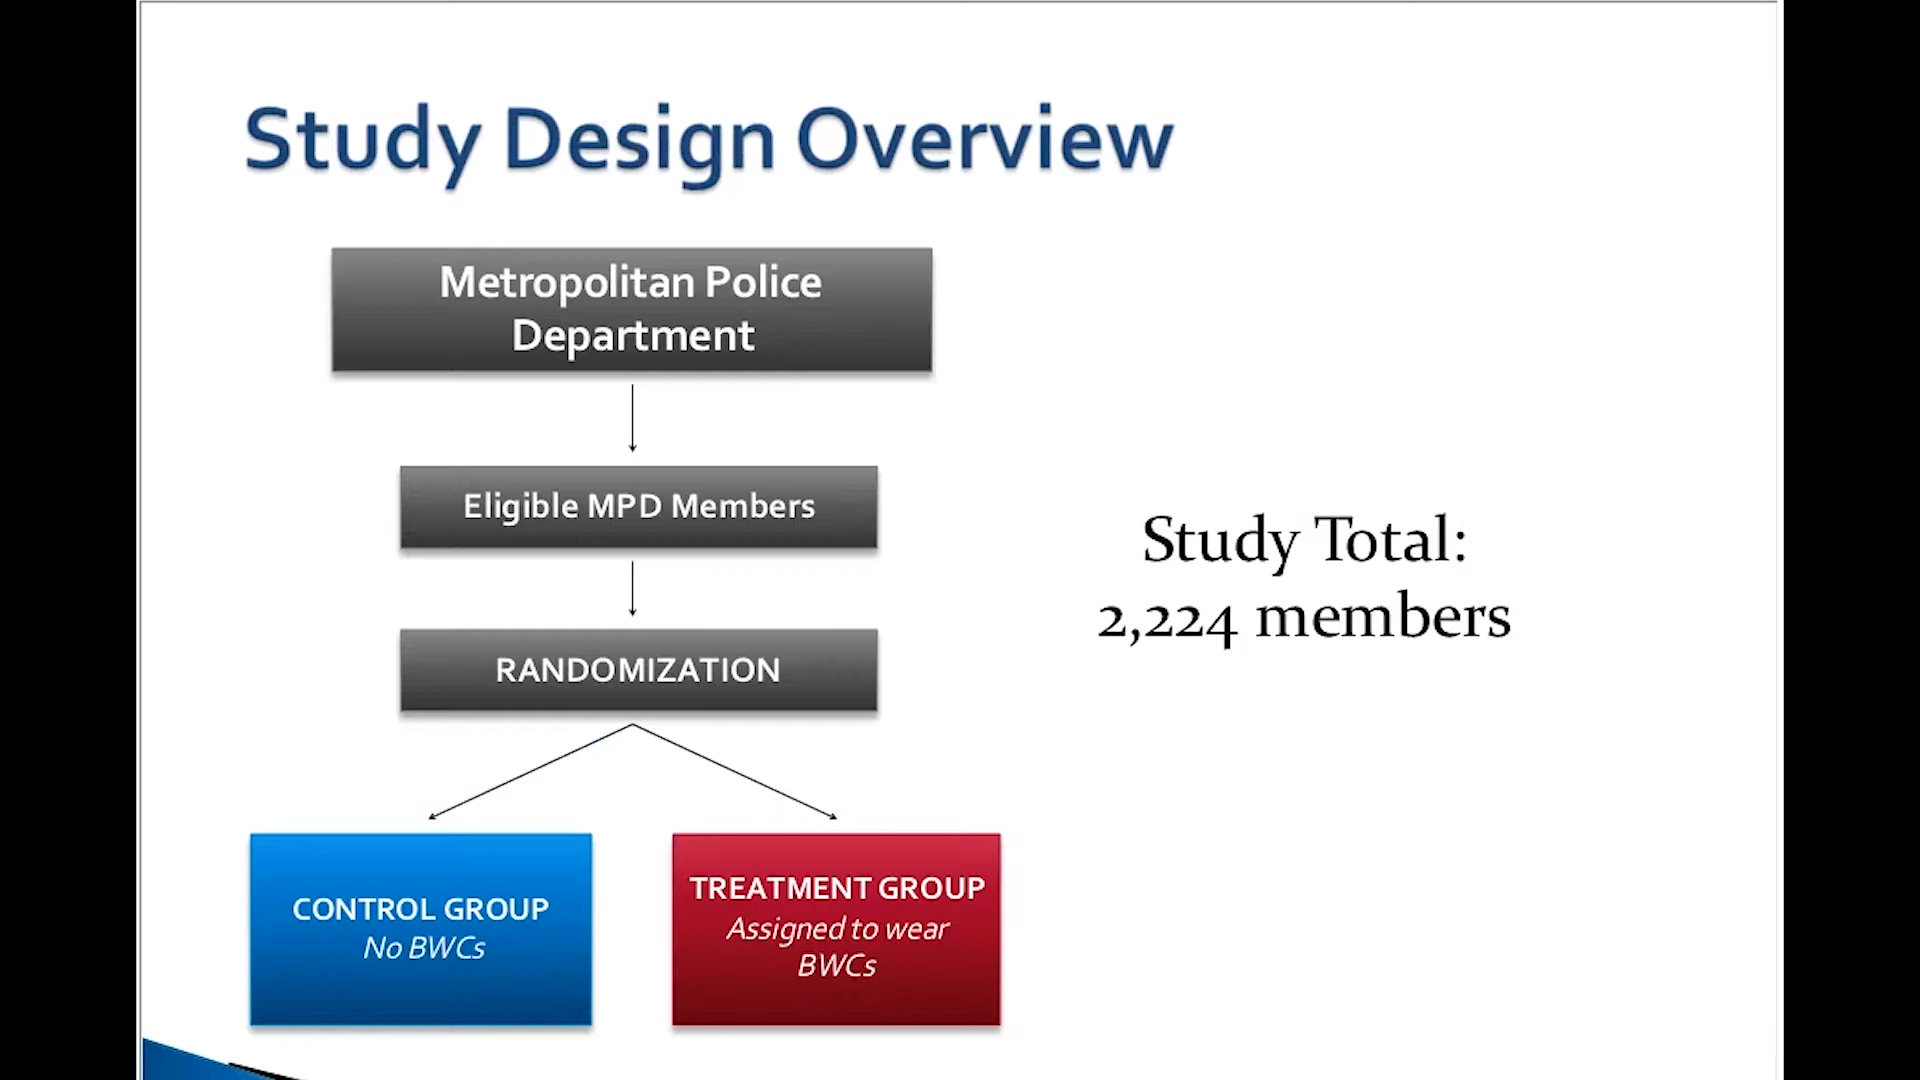 Study Design Overview
Metropolitan Police
Department
Eligible MPD Members
RANDOMIZATION
CONTROL GROUP
No BWCs
TREATMENT GROUP
Assigned to wear
BWCs
Study Total:
2,224 members